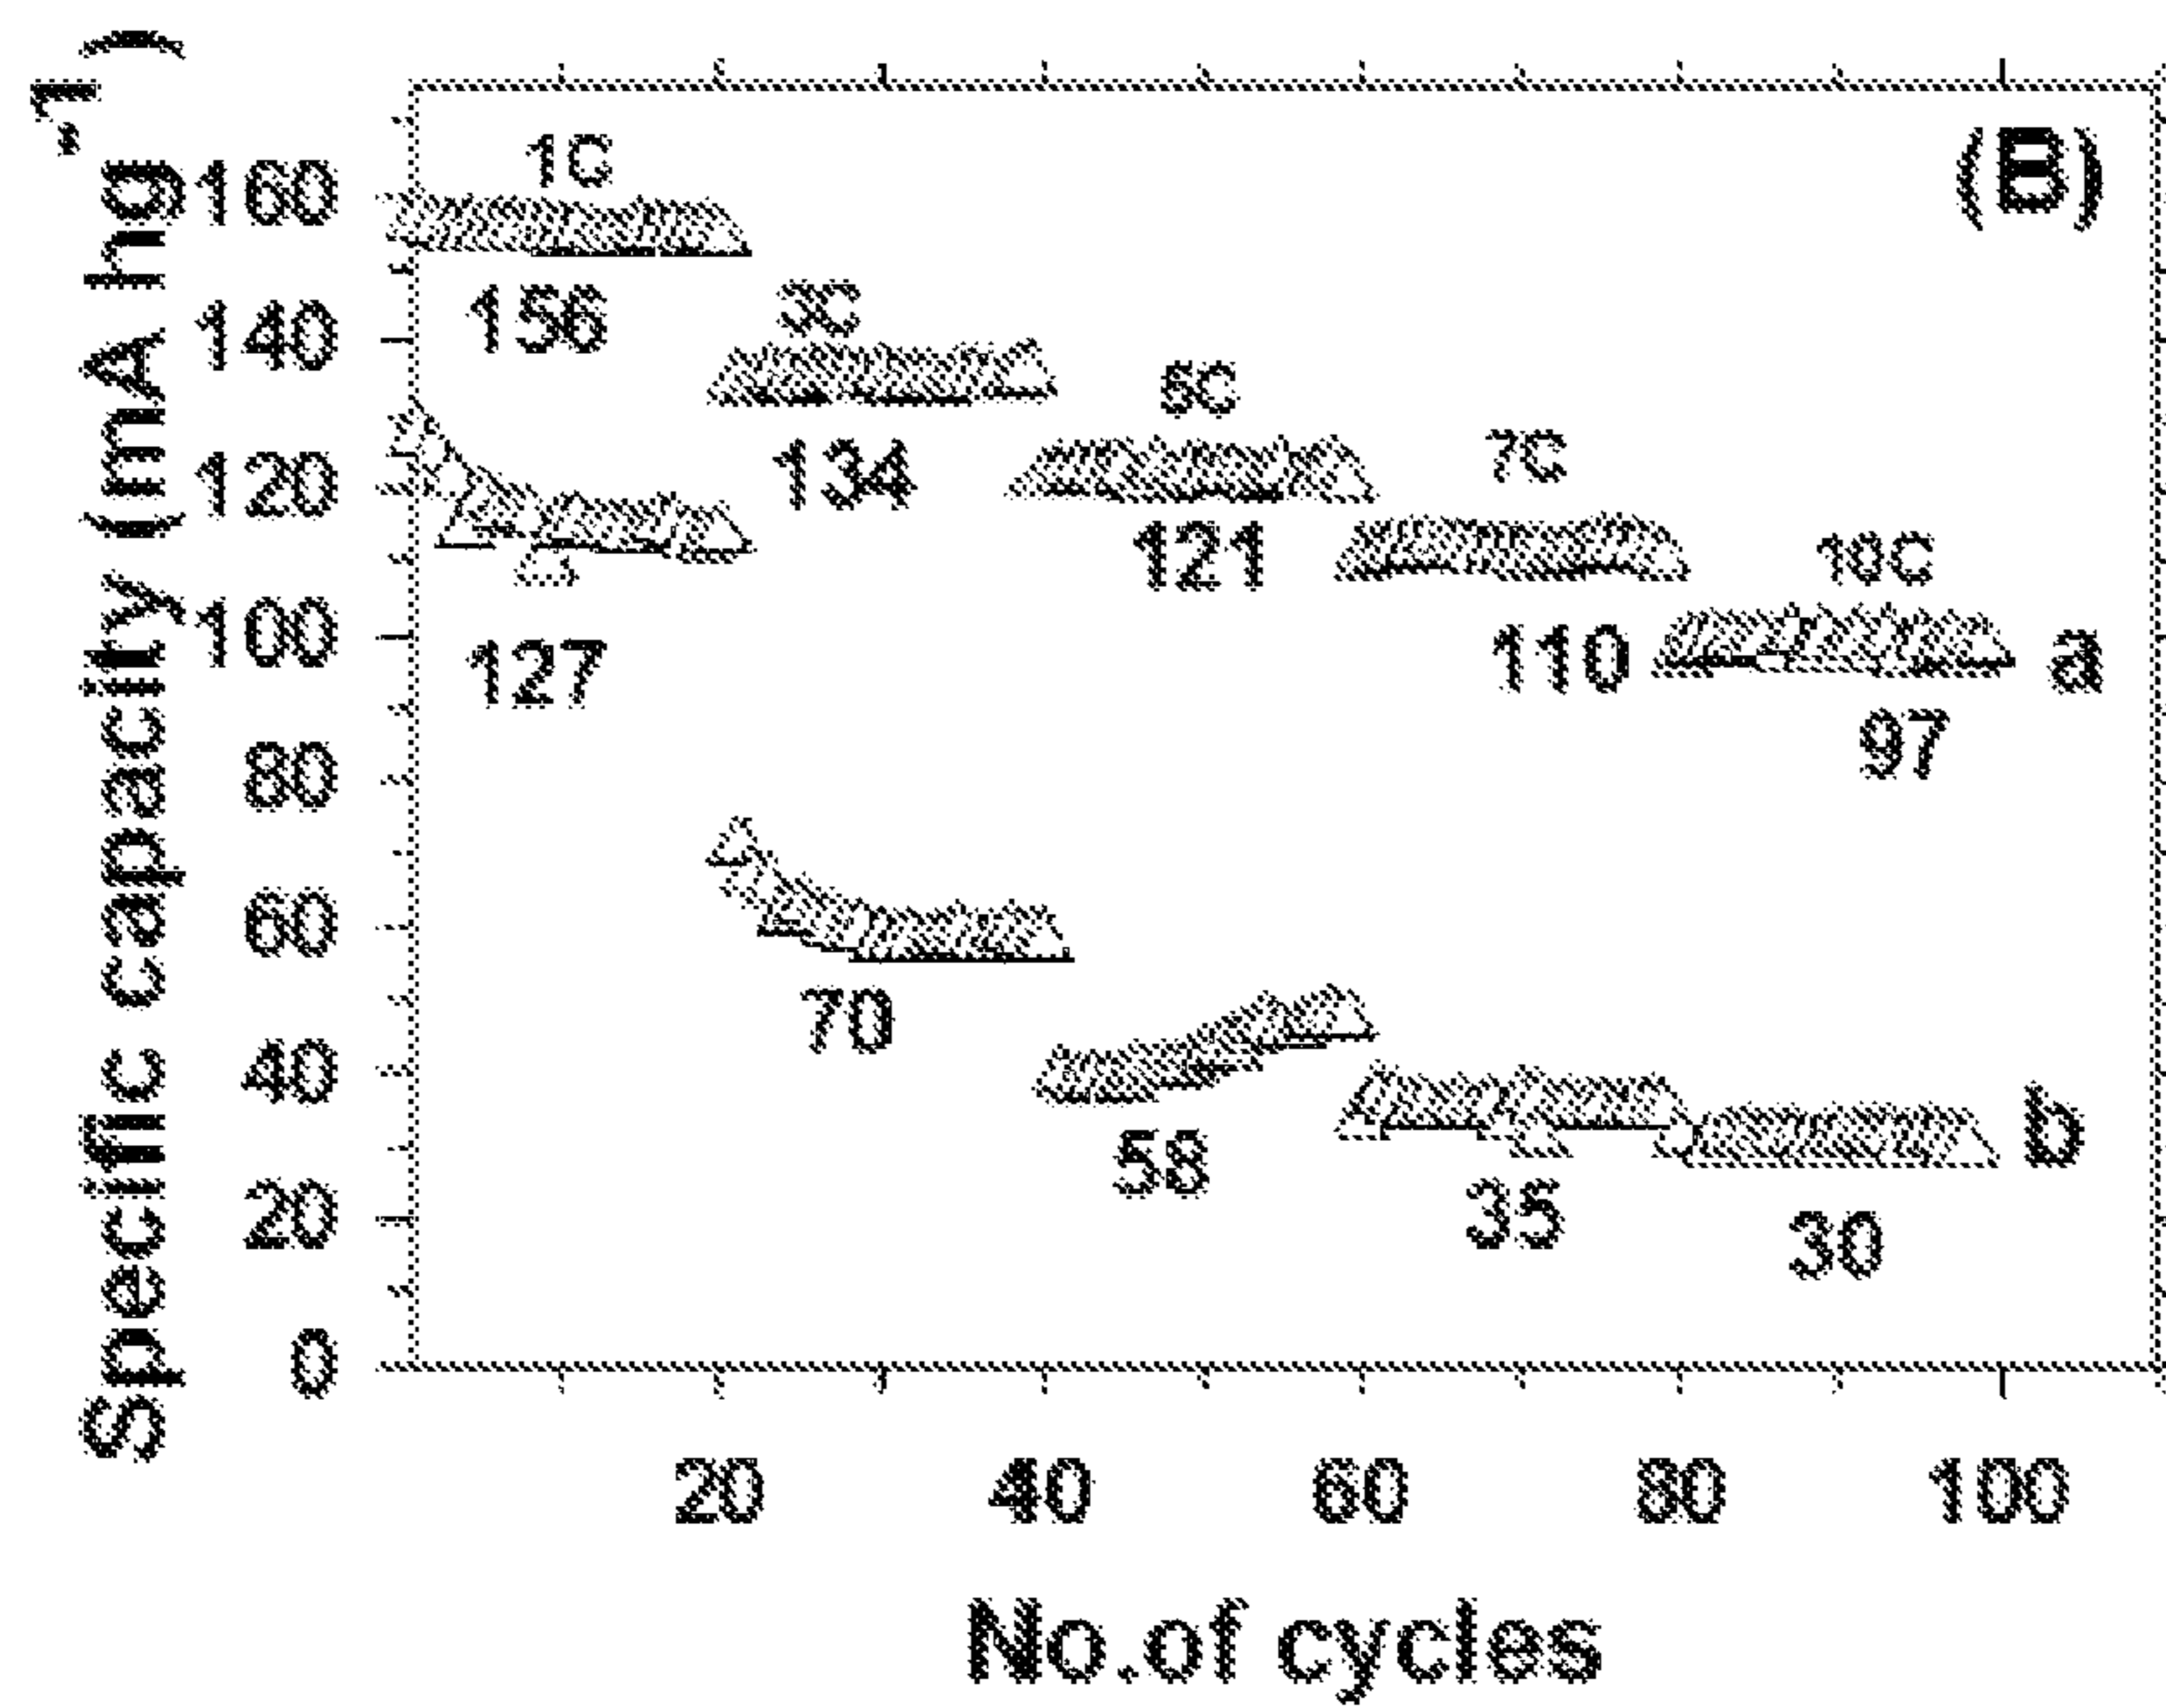 Specific capacity (mA hg⁻¹)
(B)
160
140
120
100
80
60
40
20
0
1C
156
3C
134
5C
121
7C
110
10C
97
a
127
70
58
35
30
b
20 40 60 80 100
No.of cycles